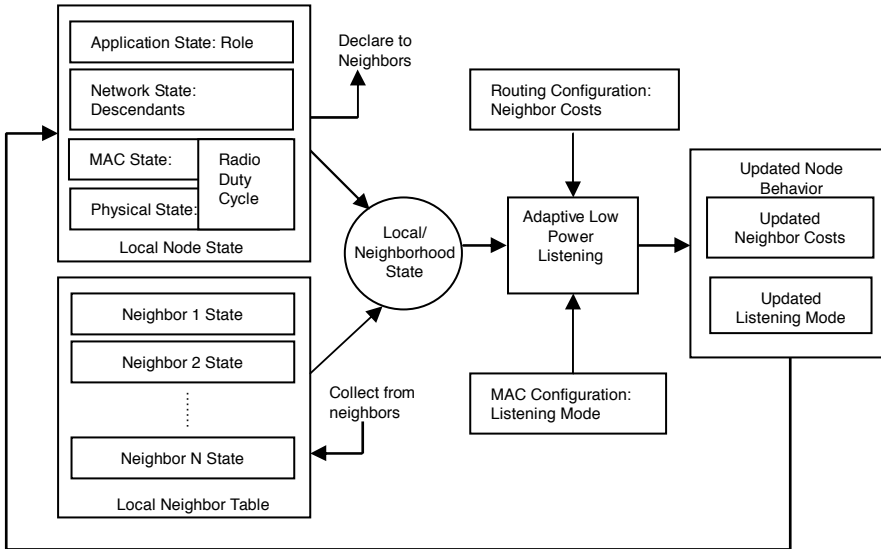 Application State: Role
Network State:
Descendants
MAC State:
Physical State:
Radio
Duty
Cycle
Local Node State
Declare to
Neighbors
Neighbor 1 State
Neighbor 2 State
Neighbor N State
Local Neighbor Table
Collect from
neighbors
Local/
Neighborhood
State
Routing Configuration:
Neighbor Costs
Adaptive Low
Power
Listening
MAC Configuration:
Listening Mode
Updated Node
Behavior
Updated
Neighbor Costs
Updated
Listening Mode